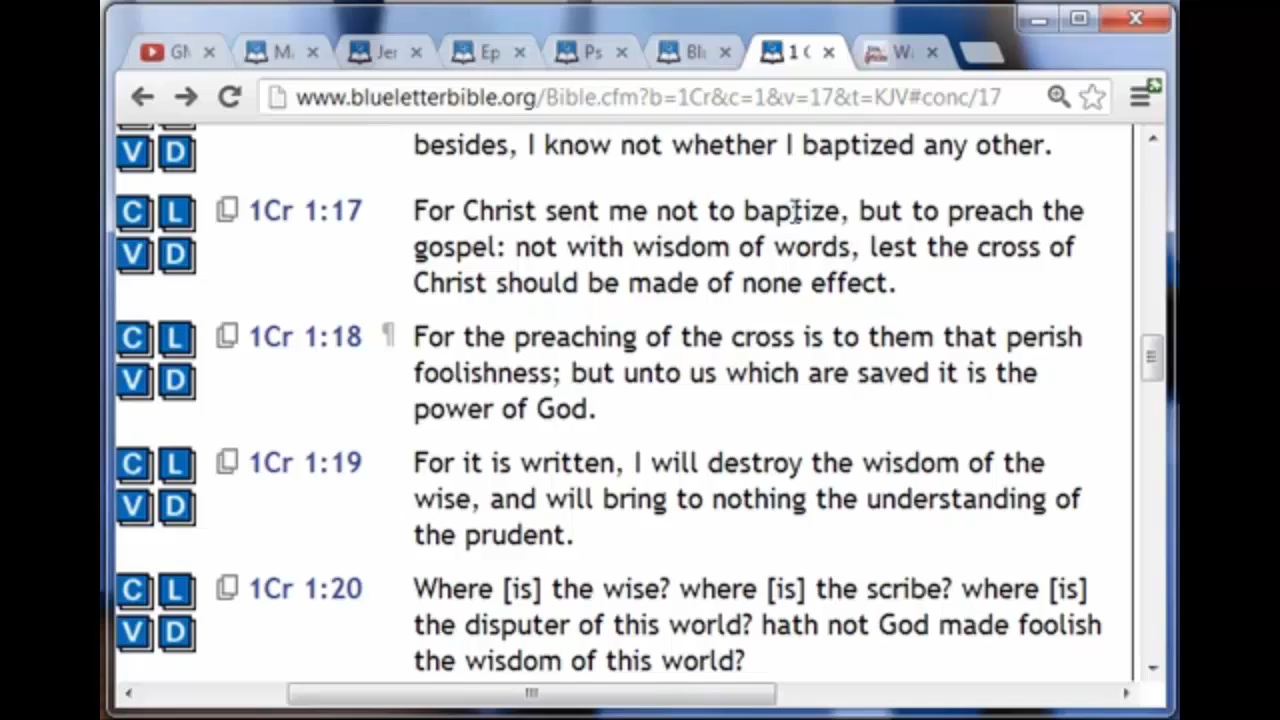 GM
M.
Jer
Ep
Ps
Bl
1 C
W
www.blueletterbible.org/Bible.cfm?b=1Cr&c=1&v=17&t=KJV#conc/17
V D
besides, I know not whether I baptized any other.
C L 1Cr 1:17 For Christ sent me not to baptize, but to preach the
V D gospel: not with wisdom of words, lest the cross of
Christ should be made of none effect.
C L 1Cr 1:18 ¶ For the preaching of the cross is to them that perish
V D foolishness; but unto us which are saved it is the
power of God.
C L 1Cr 1:19 For it is written, I will destroy the wisdom of the
V D wise, and will bring to nothing the understanding of
the prudent.
C L 1Cr 1:20 Where [is] the wise? where [is] the scribe? where [is]
V D the disputer of this world? hath not God made foolish
the wisdom of this world?